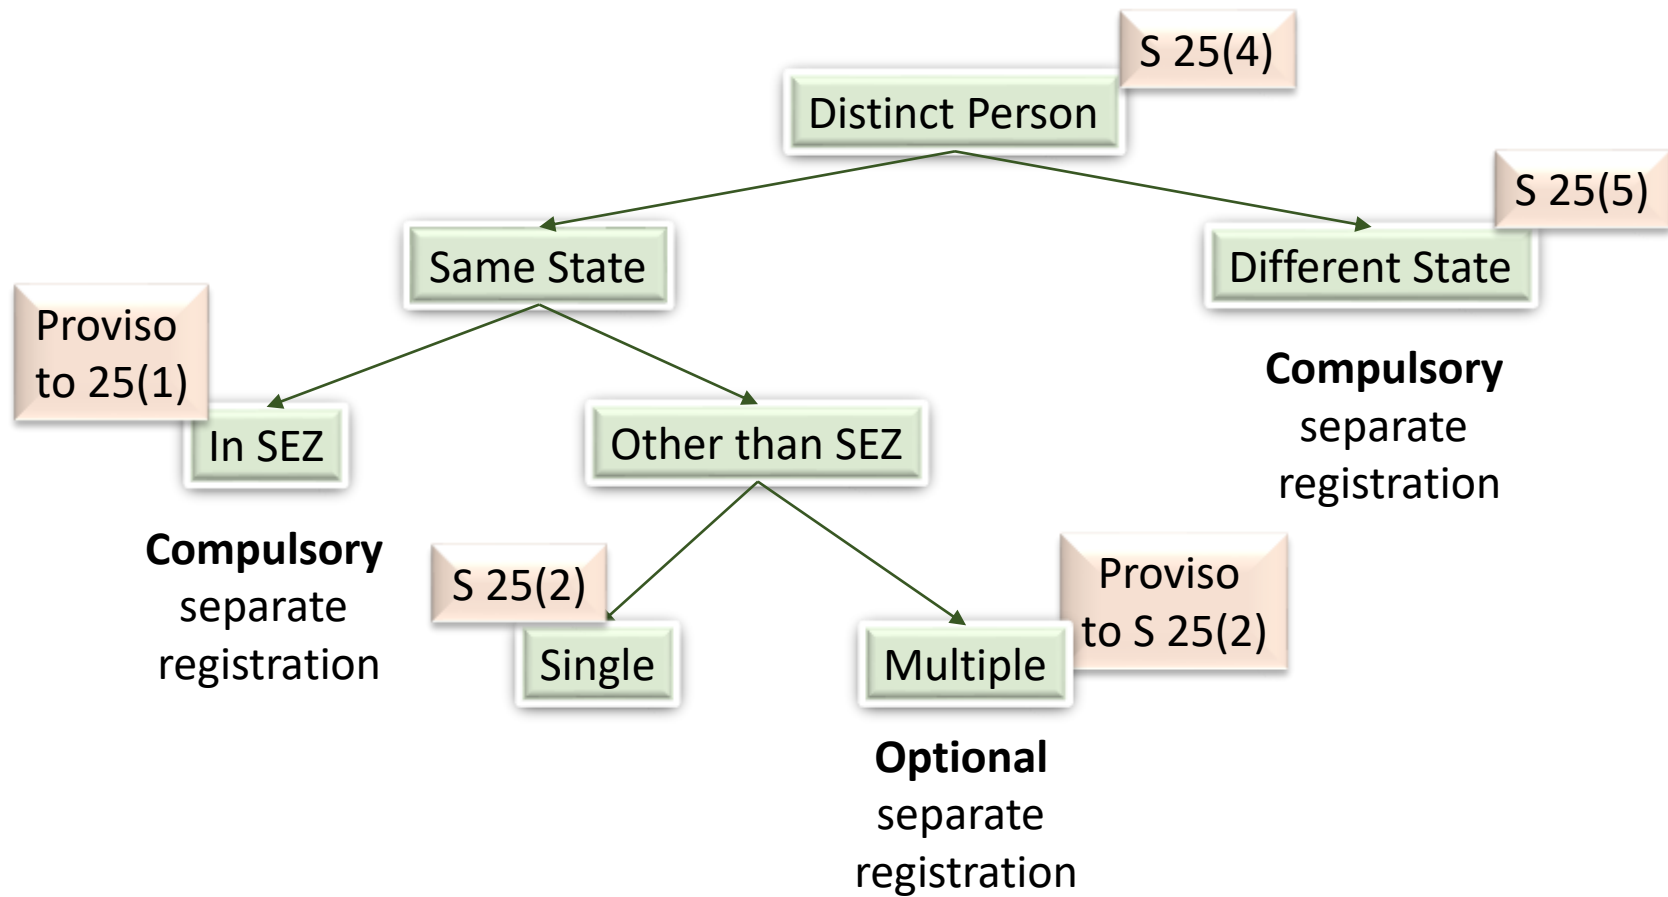 S 25(4)
Distinct Person
S 25(5)
Same State
Different State
Proviso
to 25(1)
In SEZ
Other than SEZ
Compulsory
separate
registration
Compulsory
separate
registration
S 25(2)
Single
Proviso
to S 25(2)
Multiple
Optional
separate
registration